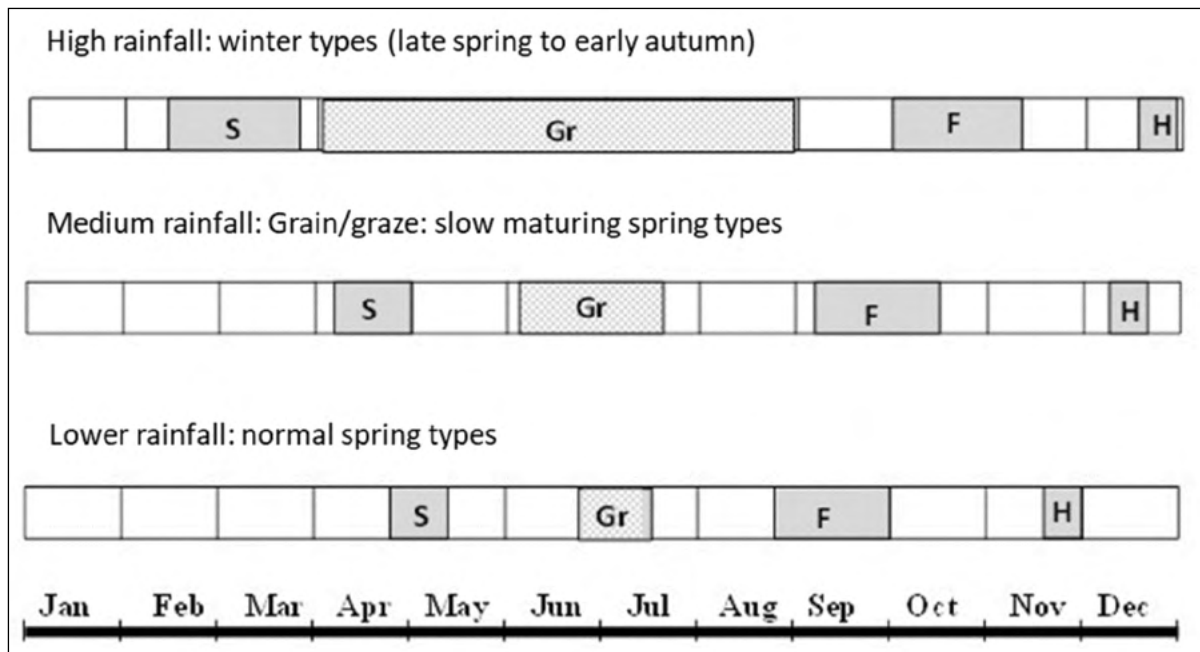 High rainfall: winter types (late spring to early autumn)
S Gr F H
Medium rainfall: Grain/graze: slow maturing spring types
S Gr F H
Lower rainfall: normal spring types
S Gr F H
Jan Feb Mar Apr May Jun Jul Aug Sep Oct Nov Dec